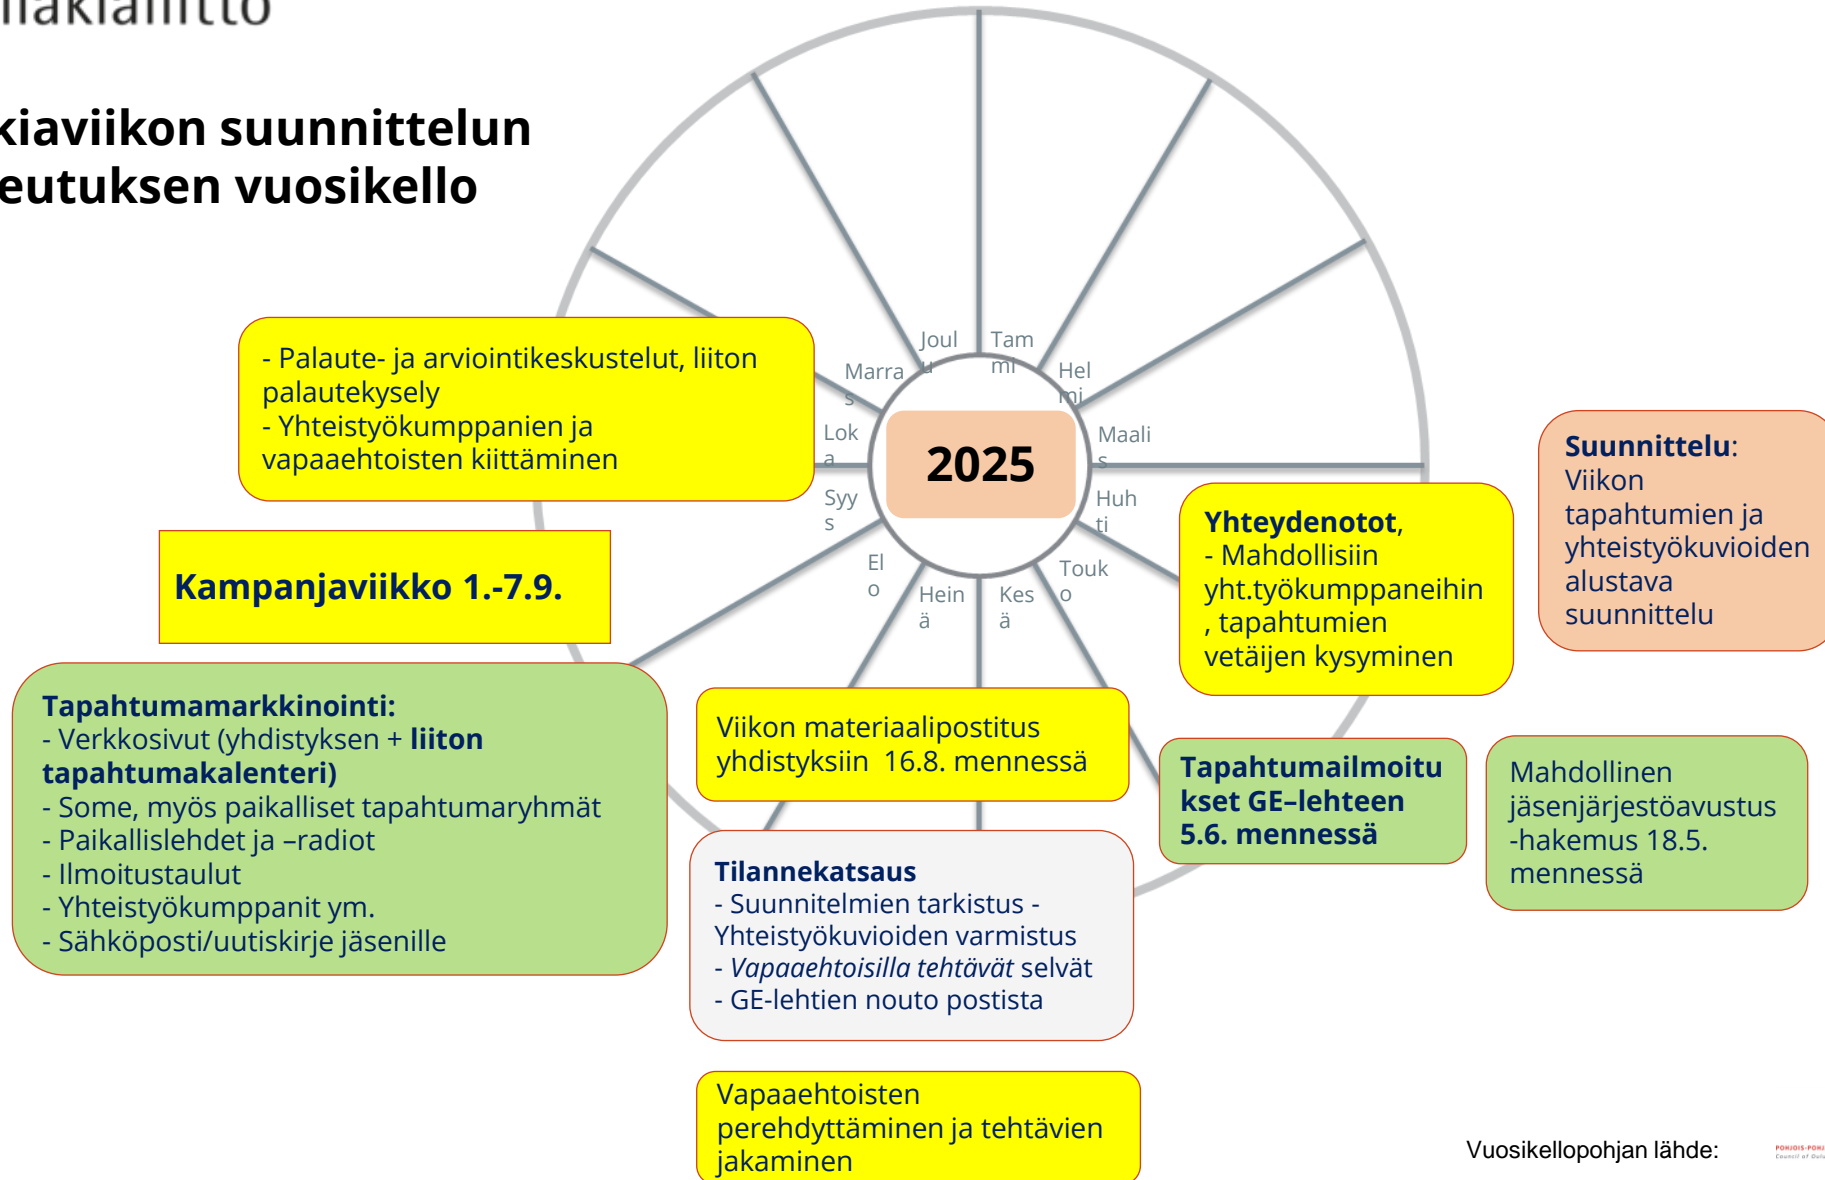 kiaviikon suunnittelun
eutuksen vuosikello
Joul
u
Tam
mi
Marra
s
Hel
mi
Lok
a
Maali
s
2025
Syy
s
Huh
ti
El
o
Touk
o
Hein
ä
Kes
ä
- Palaute- ja arviointikeskustelut, liiton
palautekysely
- Yhteistyökumppanien ja
vapaaehtoisten kiittäminen
Suunnittelu:
Viikon
tapahtumien ja
yhteistyökuvioiden
alustava
suunnittelu
Yhteydenotot,
- Mahdollisiin
yht.työkumppaneihin
, tapahtumien
vetäijen kysyminen
Kampanjaviikko 1.-7.9.
Tapahtumamarkkinointi:
- Verkkosivut (yhdistyksen + liiton
tapahtumakalenteri)
- Some, myös paikalliset tapahtumaryhmät
- Paikallislehdet ja –radiot
- Ilmoitustaulut
- Yhteistyökumppanit ym.
- Sähköposti/uutiskirje jäsenille
Viikon materiaalipostitus
yhdistyksiin 16.8. mennessä
Tapahtumailmoitu
kset GE–lehteen
5.6. mennessä
Mahdollinen
jäsenjärjestöavustus
-hakemus 18.5.
mennessä
Tilannekatsaus
- Suunnitelmien tarkistus -
Yhteistyökuvioiden varmistus
- Vapaaehtoisilla tehtävät selvät
- GE-lehtien nouto postista
Vapaaehtoisten
perehdyttäminen ja tehtävien
jakaminen
Vuosikellopohjan lähde: